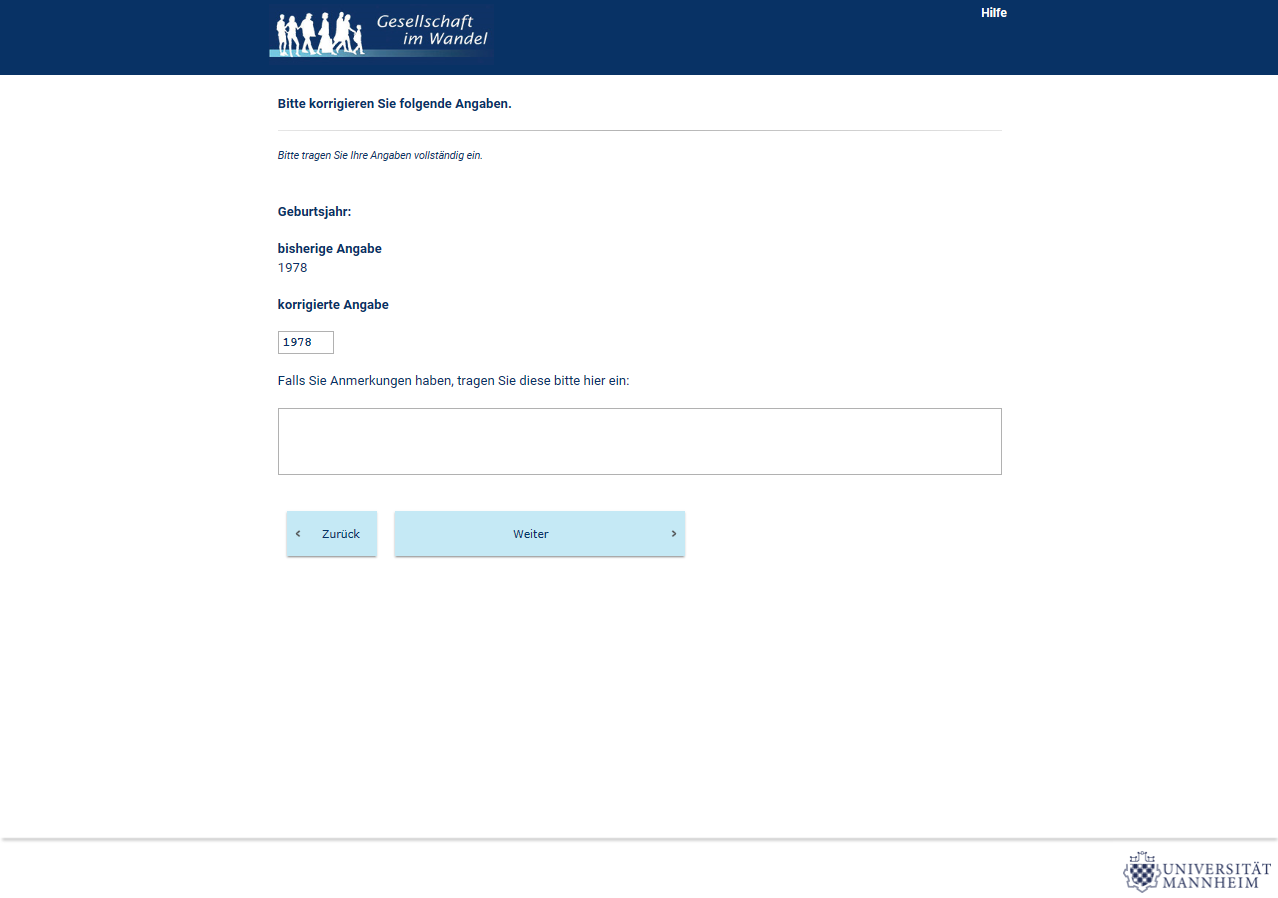 Gesellschaft
im Wandel
Hilfe
Bitte korrigieren Sie folgende Angaben.
Bitte tragen Sie Ihre Angaben vollständig ein.
Geburtsjahr:
bisherige Angabe
1978
korrigierte Angabe
1978
Falls Sie Anmerkungen haben, tragen Sie diese bitte hier ein:
‹ Zurück
Weiter ›
UNIVERSITÄT
MANNHEIM